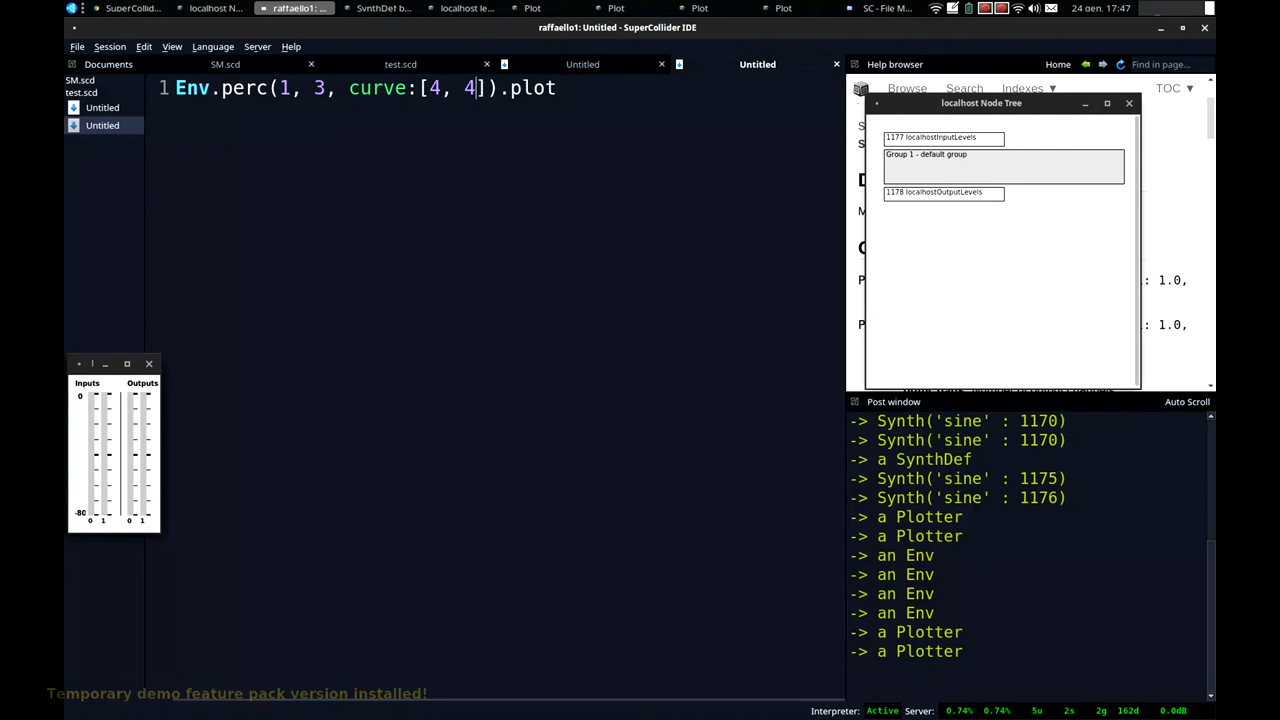 SuperCollid... localhost N... raffaello1: ... SynthDef b... localhost le... Plot Plot Plot Plot SC - File M... 24 gen, 17:47
raffaello1: Untitled - SuperCollider IDE
File Session Edit View Language Server Help
Documents SM.scd test.scd Untitled Untitled Help browser Home Find in page...
SM.scd
test.scd
Untitled
Untitled
1 Env.perc(1, 3, curve:[4, 4]).plot
Browse Search Indexes TOC
localhost Node Tree
1177 localhostInputLevels
Group 1 - default group
1178 localhostOutputLevels
: 1.0,
: 1.0,
Inputs Outputs
0
-80
0 1 0 1
Post window Auto Scroll
-> Synth('sine' : 1170)
-> Synth('sine' : 1170)
-> a SynthDef
-> Synth('sine' : 1175)
-> Synth('sine' : 1176)
-> a Plotter
-> a Plotter
-> an Env
-> an Env
-> an Env
-> an Env
-> a Plotter
-> a Plotter
Temporary demo feature pack version installed!
Interpreter: Active Server: 0.74% 0.74% 5u 2s 2g 162d 0.0dB